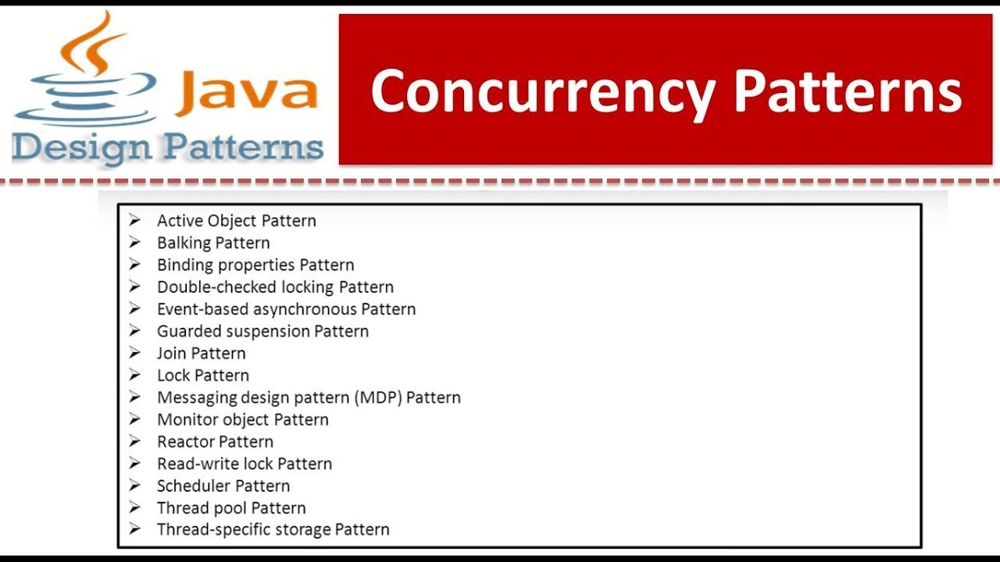 Java
Design Patterns
Concurrency Patterns
Active Object Pattern
Balking Pattern
Binding properties Pattern
Double-checked locking Pattern
Event-based asynchronous Pattern
Guarded suspension Pattern
Join Pattern
Lock Pattern
Messaging design pattern (MDP) Pattern
Monitor object Pattern
Reactor Pattern
Read-write lock Pattern
Scheduler Pattern
Thread pool Pattern
Thread-specific storage Pattern